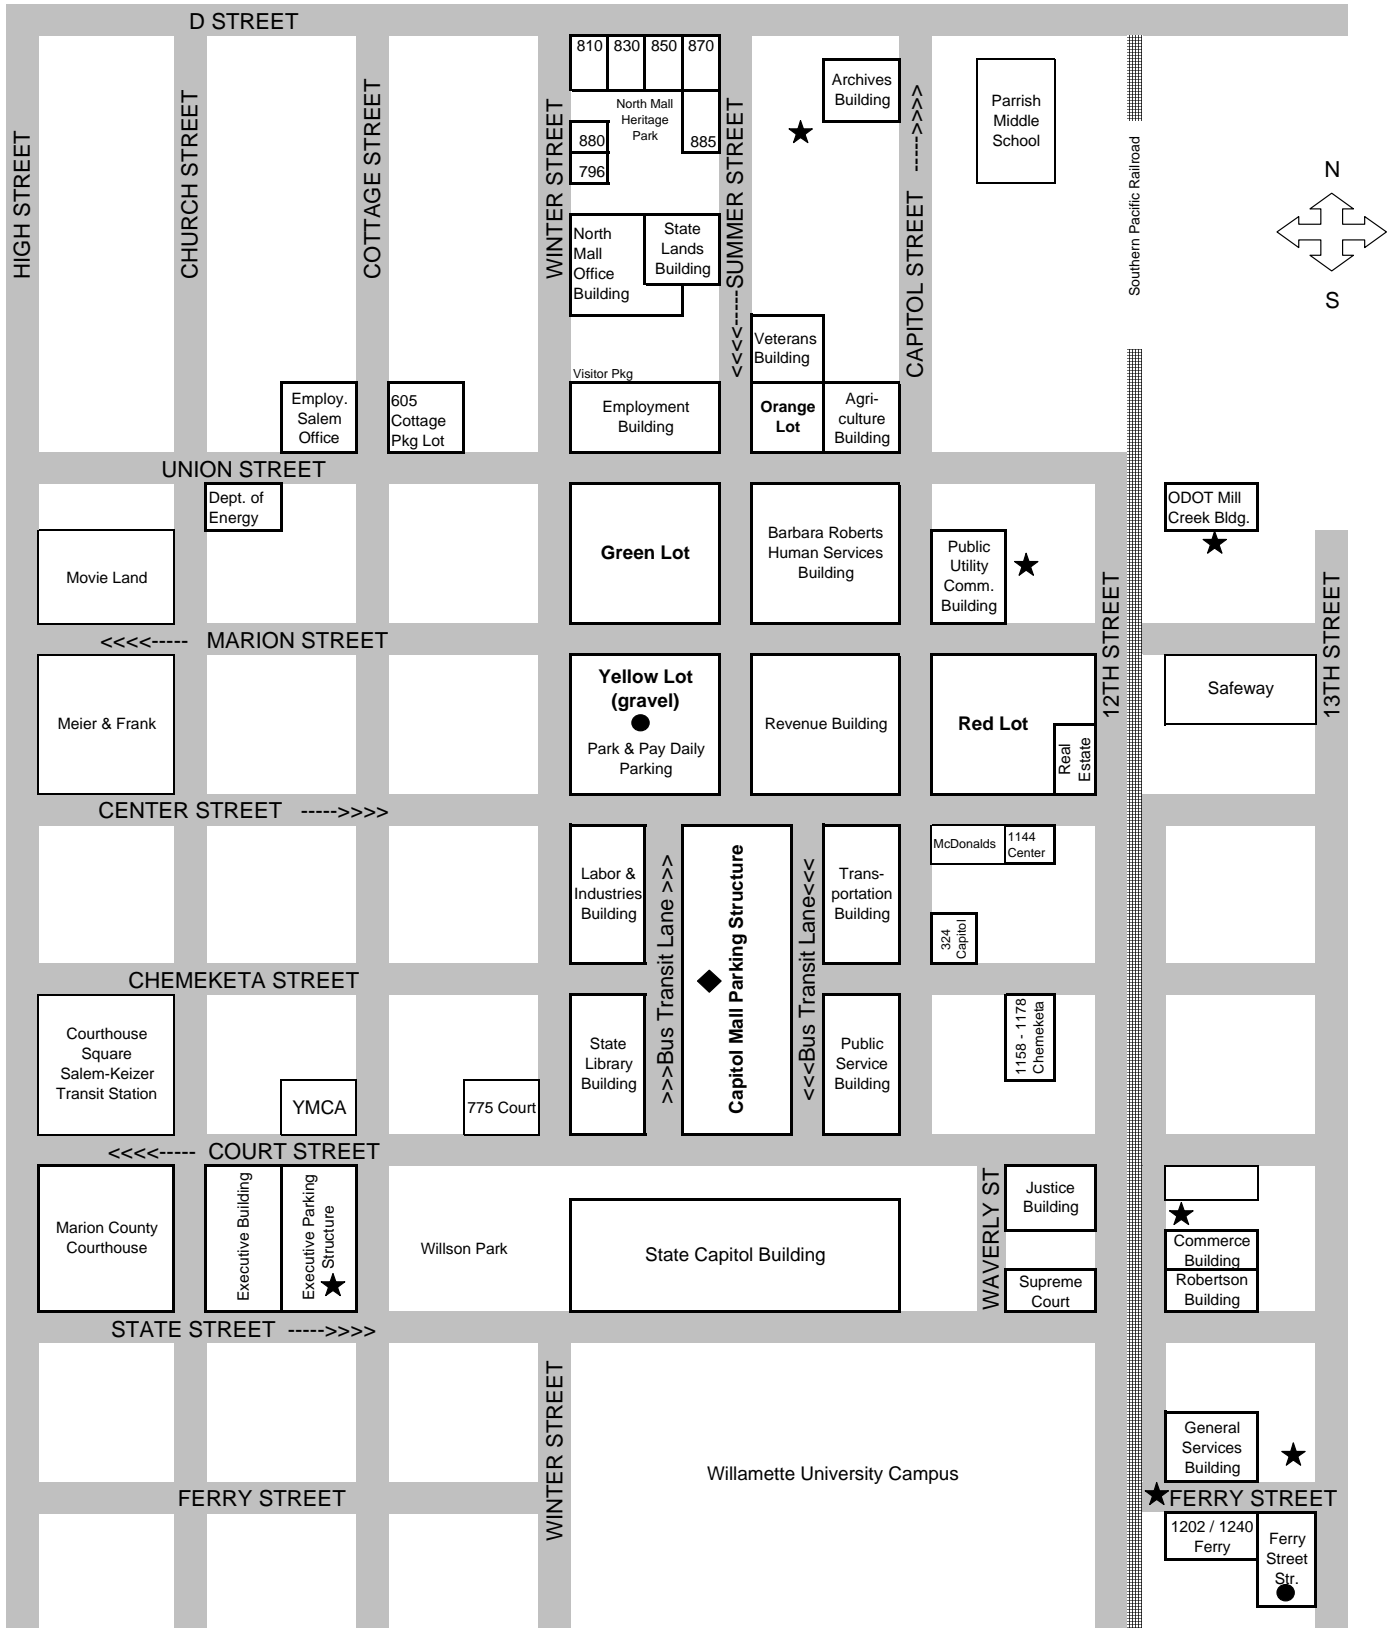 D STREET
HIGH STREET
CHURCH STREET
COTTAGE STREET
WINTER STREET
810
830
850
870
North Mall
Heritage
Park
880
885
796
<<<<-----SUMMER STREET
Archives
Building
CAPITOL STREET ----->>>>
Parrish
Middle
School
Southern Pacific Railroad
N
S
North
Mall
Office
Building
State
Lands
Building
Veterans
Building
Visitor Pkg
Employ.
Salem
Office
605
Cottage
Pkg Lot
Employment
Building
Orange
Lot
Agri-
culture
Building
UNION STREET
Dept. of
Energy
Movie Land
Green Lot
Barbara Roberts
Human Services
Building
Public
Utility
Comm.
Building
ODOT Mill
Creek Bldg.
12TH STREET
13TH STREET
<<<<----- MARION STREET
Meier & Frank
Yellow Lot
(gravel)
Park & Pay Daily
Parking
Revenue Building
Red Lot
Real
Estate
Safeway
CENTER STREET ----->>>>
Labor &
Industries
Building
>>>Bus Transit Lane >>>
Capitol Mall Parking Structure
<<<Bus Transit Lane<<<
Trans-
portation
Building
McDonalds
1144
Center
324
Capitol
CHEMEKETA STREET
Courthouse
Square
Salem-Keizer
Transit Station
YMCA
775 Court
State
Library
Building
Public
Service
Building
1158 - 1178
Chemeketa
<<<<----- COURT STREET
Marion County
Courthouse
Executive Building
Executive Parking
Structure
Willson Park
State Capitol Building
WAVERLY ST
Justice
Building
Supreme
Court
Commerce
Building
Robertson
Building
STATE STREET ----->>>>
WINTER STREET
Willamette University Campus
General
Services
Building
FERRY STREET
FERRY STREET
1202 / 1240
Ferry
Ferry
Street
Str.